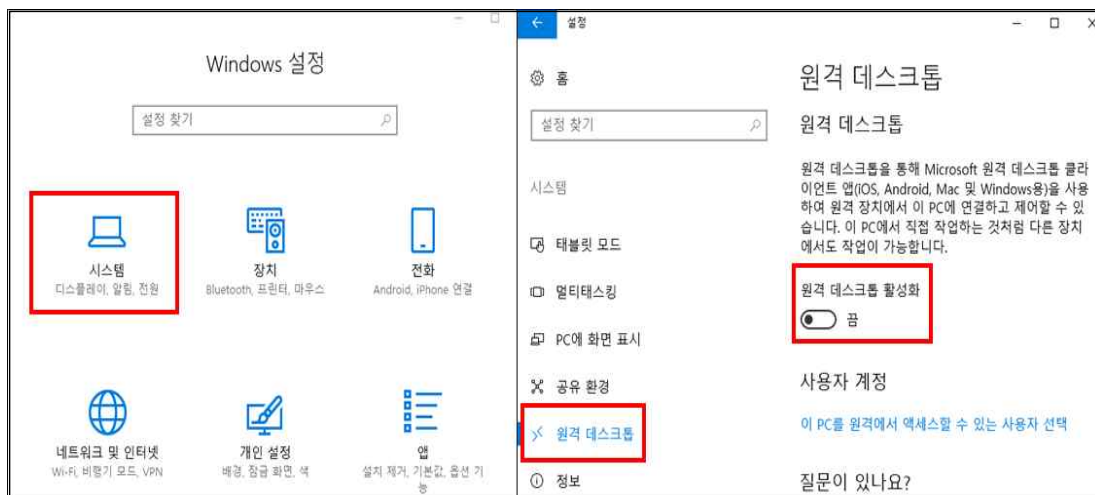 Windows 설정
설정 찾기
시스템
디스플레이, 알림, 전원
장치
Bluetooth, 프린터, 마우스
전화
Android, iPhone 연결
네트워크 및 인터넷
Wi-Fi, 비행기 모드, VPN
개인 설정
배경, 잠금 화면, 색
앱
설치 제거, 기본값, 옵션 기
능
설정
홈
설정 찾기
시스템
태블릿 모드
멀티태스킹
PC에 화면 표시
공유 환경
원격 데스크톱
정보
원격 데스크톱
원격 데스크톱
원격 데스크톱을 통해 Microsoft 원격 데스크톱 클라
이언트 앱(iOS, Android, Mac 및 Windows용)을 사용
하여 원격 장치에서 이 PC에 연결하고 제어할 수 있
습니다. 이 PC에서 직접 작업하는 것처럼 다른 장치
에서도 작업이 가능합니다.
원격 데스크톱 활성화
끔
사용자 계정
이 PC를 원격에서 액세스할 수 있는 사용자 선택
질문이 있나요?